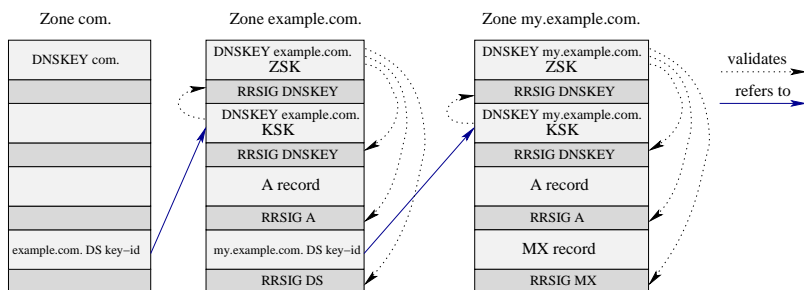 Zone com.
DNSKEY com.
example.com. DS key−id
Zone example.com.
DNSKEY example.com.
ZSK
RRSIG DNSKEY
DNSKEY example.com.
KSK
RRSIG DNSKEY
A record
RRSIG A
my.example.com. DS key−id
RRSIG DS
Zone my.example.com.
DNSKEY my.example.com.
ZSK
RRSIG DNSKEY
DNSKEY my.example.com.
KSK
RRSIG DNSKEY
A record
RRSIG A
MX record
RRSIG MX
validates
refers to